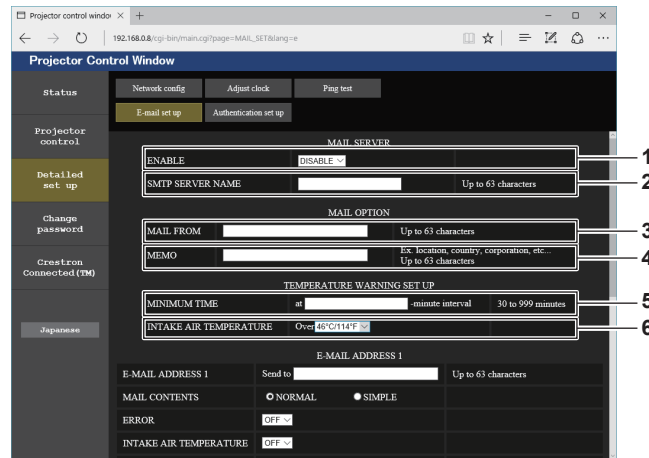 Projector control windov
192.168.0.8/cgi-bin/main.cgi?page=MAIL_SET&lang=e
Projector Control Window
Status
Projector
control
Detailed
set up
Change
password
Crestron
Connected(TM)
Japanese
Network config Adjust clock Ping test
E-mail set up Authentication set up
MAIL SERVER
ENABLE DISABLE
SMTP SERVER NAME Up to 63 characters
MAIL OPTION
MAIL FROM Up to 63 characters
MEMO Ex. location, country, corporation, etc...
Up to 63 characters
TEMPERATURE WARNING SET UP
MINIMUM TIME at -minute interval 30 to 999 minutes
INTAKE AIR TEMPERATURE Over 46°C/114°F
E-MAIL ADDRESS 1
E-MAIL ADDRESS 1 Send to Up to 63 characters
MAIL CONTENTS NORMAL SIMPLE
ERROR OFF
INTAKE AIR TEMPERATURE OFF
1
2
3
4
5
6